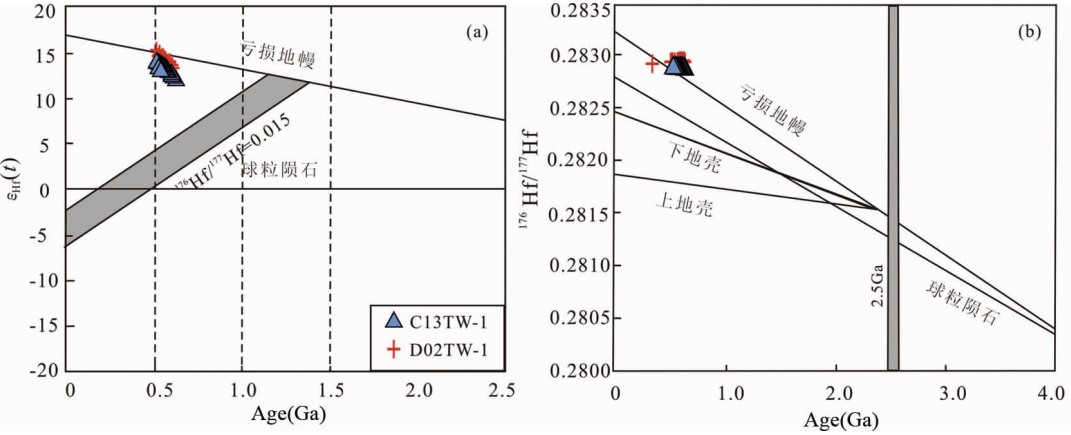 20
15
10
5
0
-5
-10
-15
-20
εHf(t)
(a)
亏损地幔
¹⁷⁶Hf/¹⁷⁷Hf=0.015
球粒陨石
C13TW-1
D02TW-1
0 0.5 1.0 1.5 2.0 2.5
Age(Ga)
0.2835
0.2830
0.2825
0.2820
0.2815
0.2810
0.2805
0.2800
¹⁷⁶Hf/¹⁷⁷Hf
(b)
亏损地幔
下地壳
上地壳
2.5Ga
球粒陨石
0 1.0 2.0 3.0 4.0
Age(Ga)